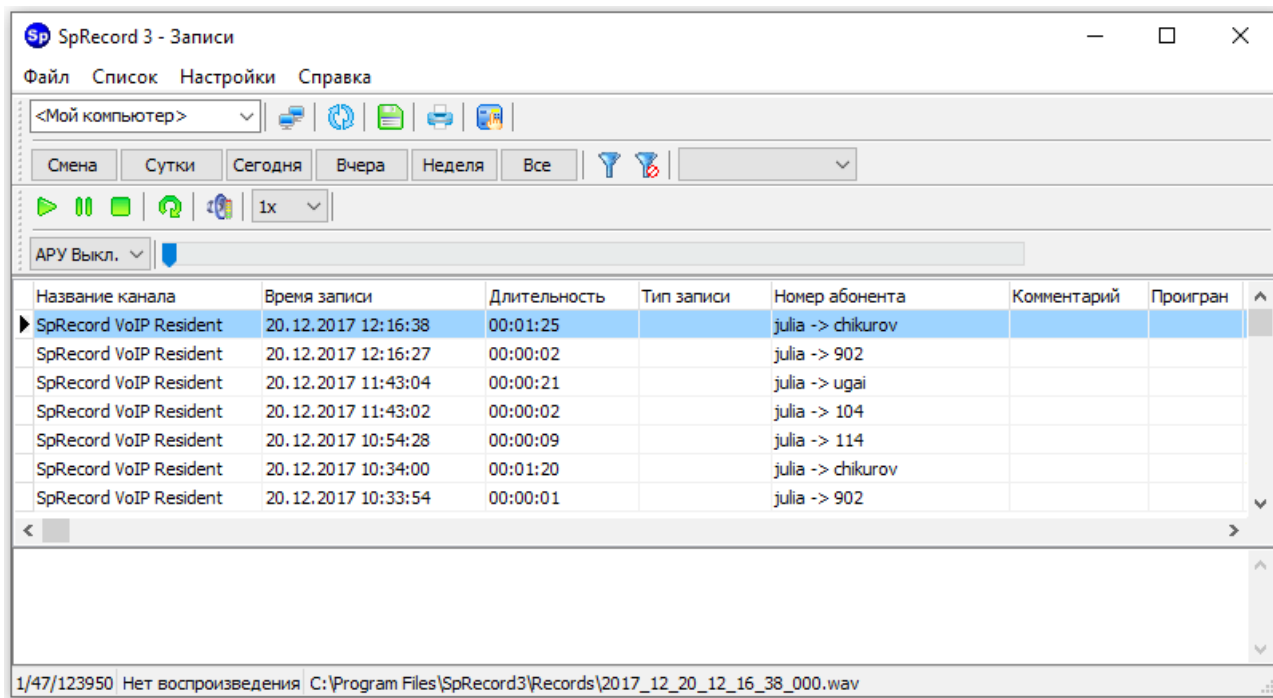 Sp SpRecord 3 - Записи
Файл Список Настройки Справка
<Мой компьютер>
Смена Сутки Сегодня Вчера Неделя Все
1x
АРУ Выкл.
Название канала Время записи Длительность Тип записи Номер абонента Комментарий Проигран
SpRecord VoIP Resident 20.12.2017 12:16:38 00:01:25 julia -> chikurov
SpRecord VoIP Resident 20.12.2017 12:16:27 00:00:02 julia -> 902
SpRecord VoIP Resident 20.12.2017 11:43:04 00:00:21 julia -> ugai
SpRecord VoIP Resident 20.12.2017 11:43:02 00:00:02 julia -> 104
SpRecord VoIP Resident 20.12.2017 10:54:28 00:00:09 julia -> 114
SpRecord VoIP Resident 20.12.2017 10:34:00 00:01:20 julia -> chikurov
SpRecord VoIP Resident 20.12.2017 10:33:54 00:00:01 julia -> 902
1/47/123950 Нет воспроизведения C:\Program Files\SpRecord3\Records\2017_12_20_12_16_38_000.wav